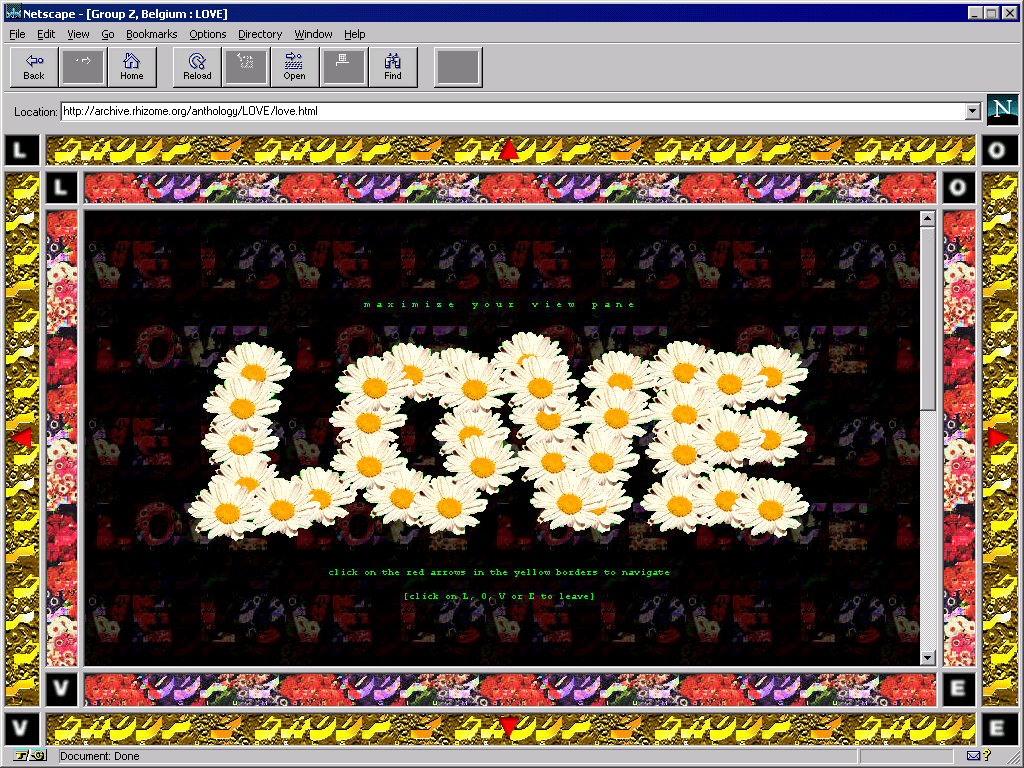 Netscape - [Group Z, Belgium : LOVE]
File Edit View Go Bookmarks Options Directory Window Help
Back Home Reload Open Find
Location: http://archive.rhizome.org/anthology/LOVE/love.html
N
L O
L O
maximize your view pane
LOVE
click on the red arrows in the yellow borders to navigate
[click on L, O, V or E to leave]
V E
V E
Document: Done